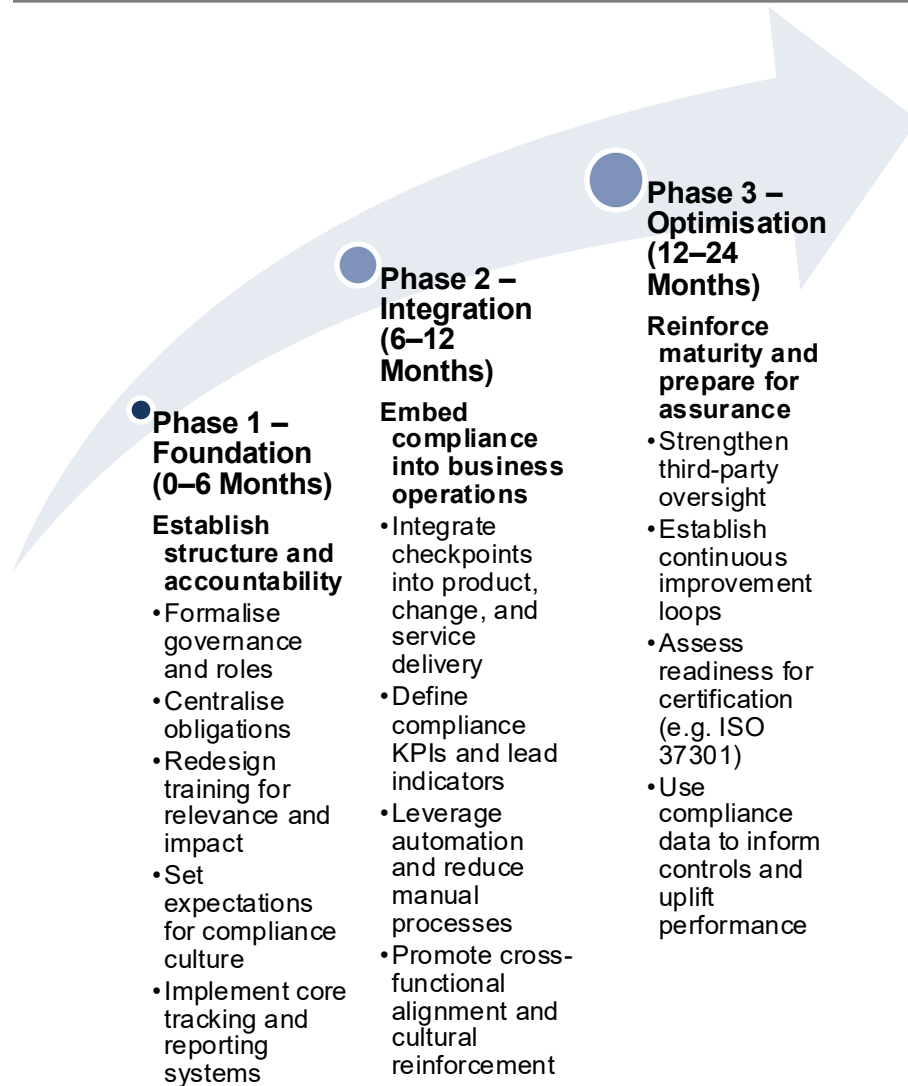 Phase 1 –
Foundation
(0–6 Months)
Establish
structure and
accountability
•Formalise
governance
and roles
•Centralise
obligations
•Redesign
training for
relevance and
impact
•Set
expectations
for compliance
culture
•Implement core
tracking and
reporting
systems
Phase 2 –
Integration
(6–12
Months)
Embed
compliance
into business
operations
•Integrate
checkpoints
into product,
change, and
service
delivery
•Define
compliance
KPIs and lead
indicators
•Leverage
automation
and reduce
manual
processes
•Promote cross-
functional
alignment and
cultural
reinforcement
Phase 3 –
Optimisation
(12–24
Months)
Reinforce
maturity and
prepare for
assurance
•Strengthen
third-party
oversight
•Establish
continuous
improvement
loops
•Assess
readiness for
certification
(e.g. ISO
37301)
•Use
compliance
data to inform
controls and
uplift
performance